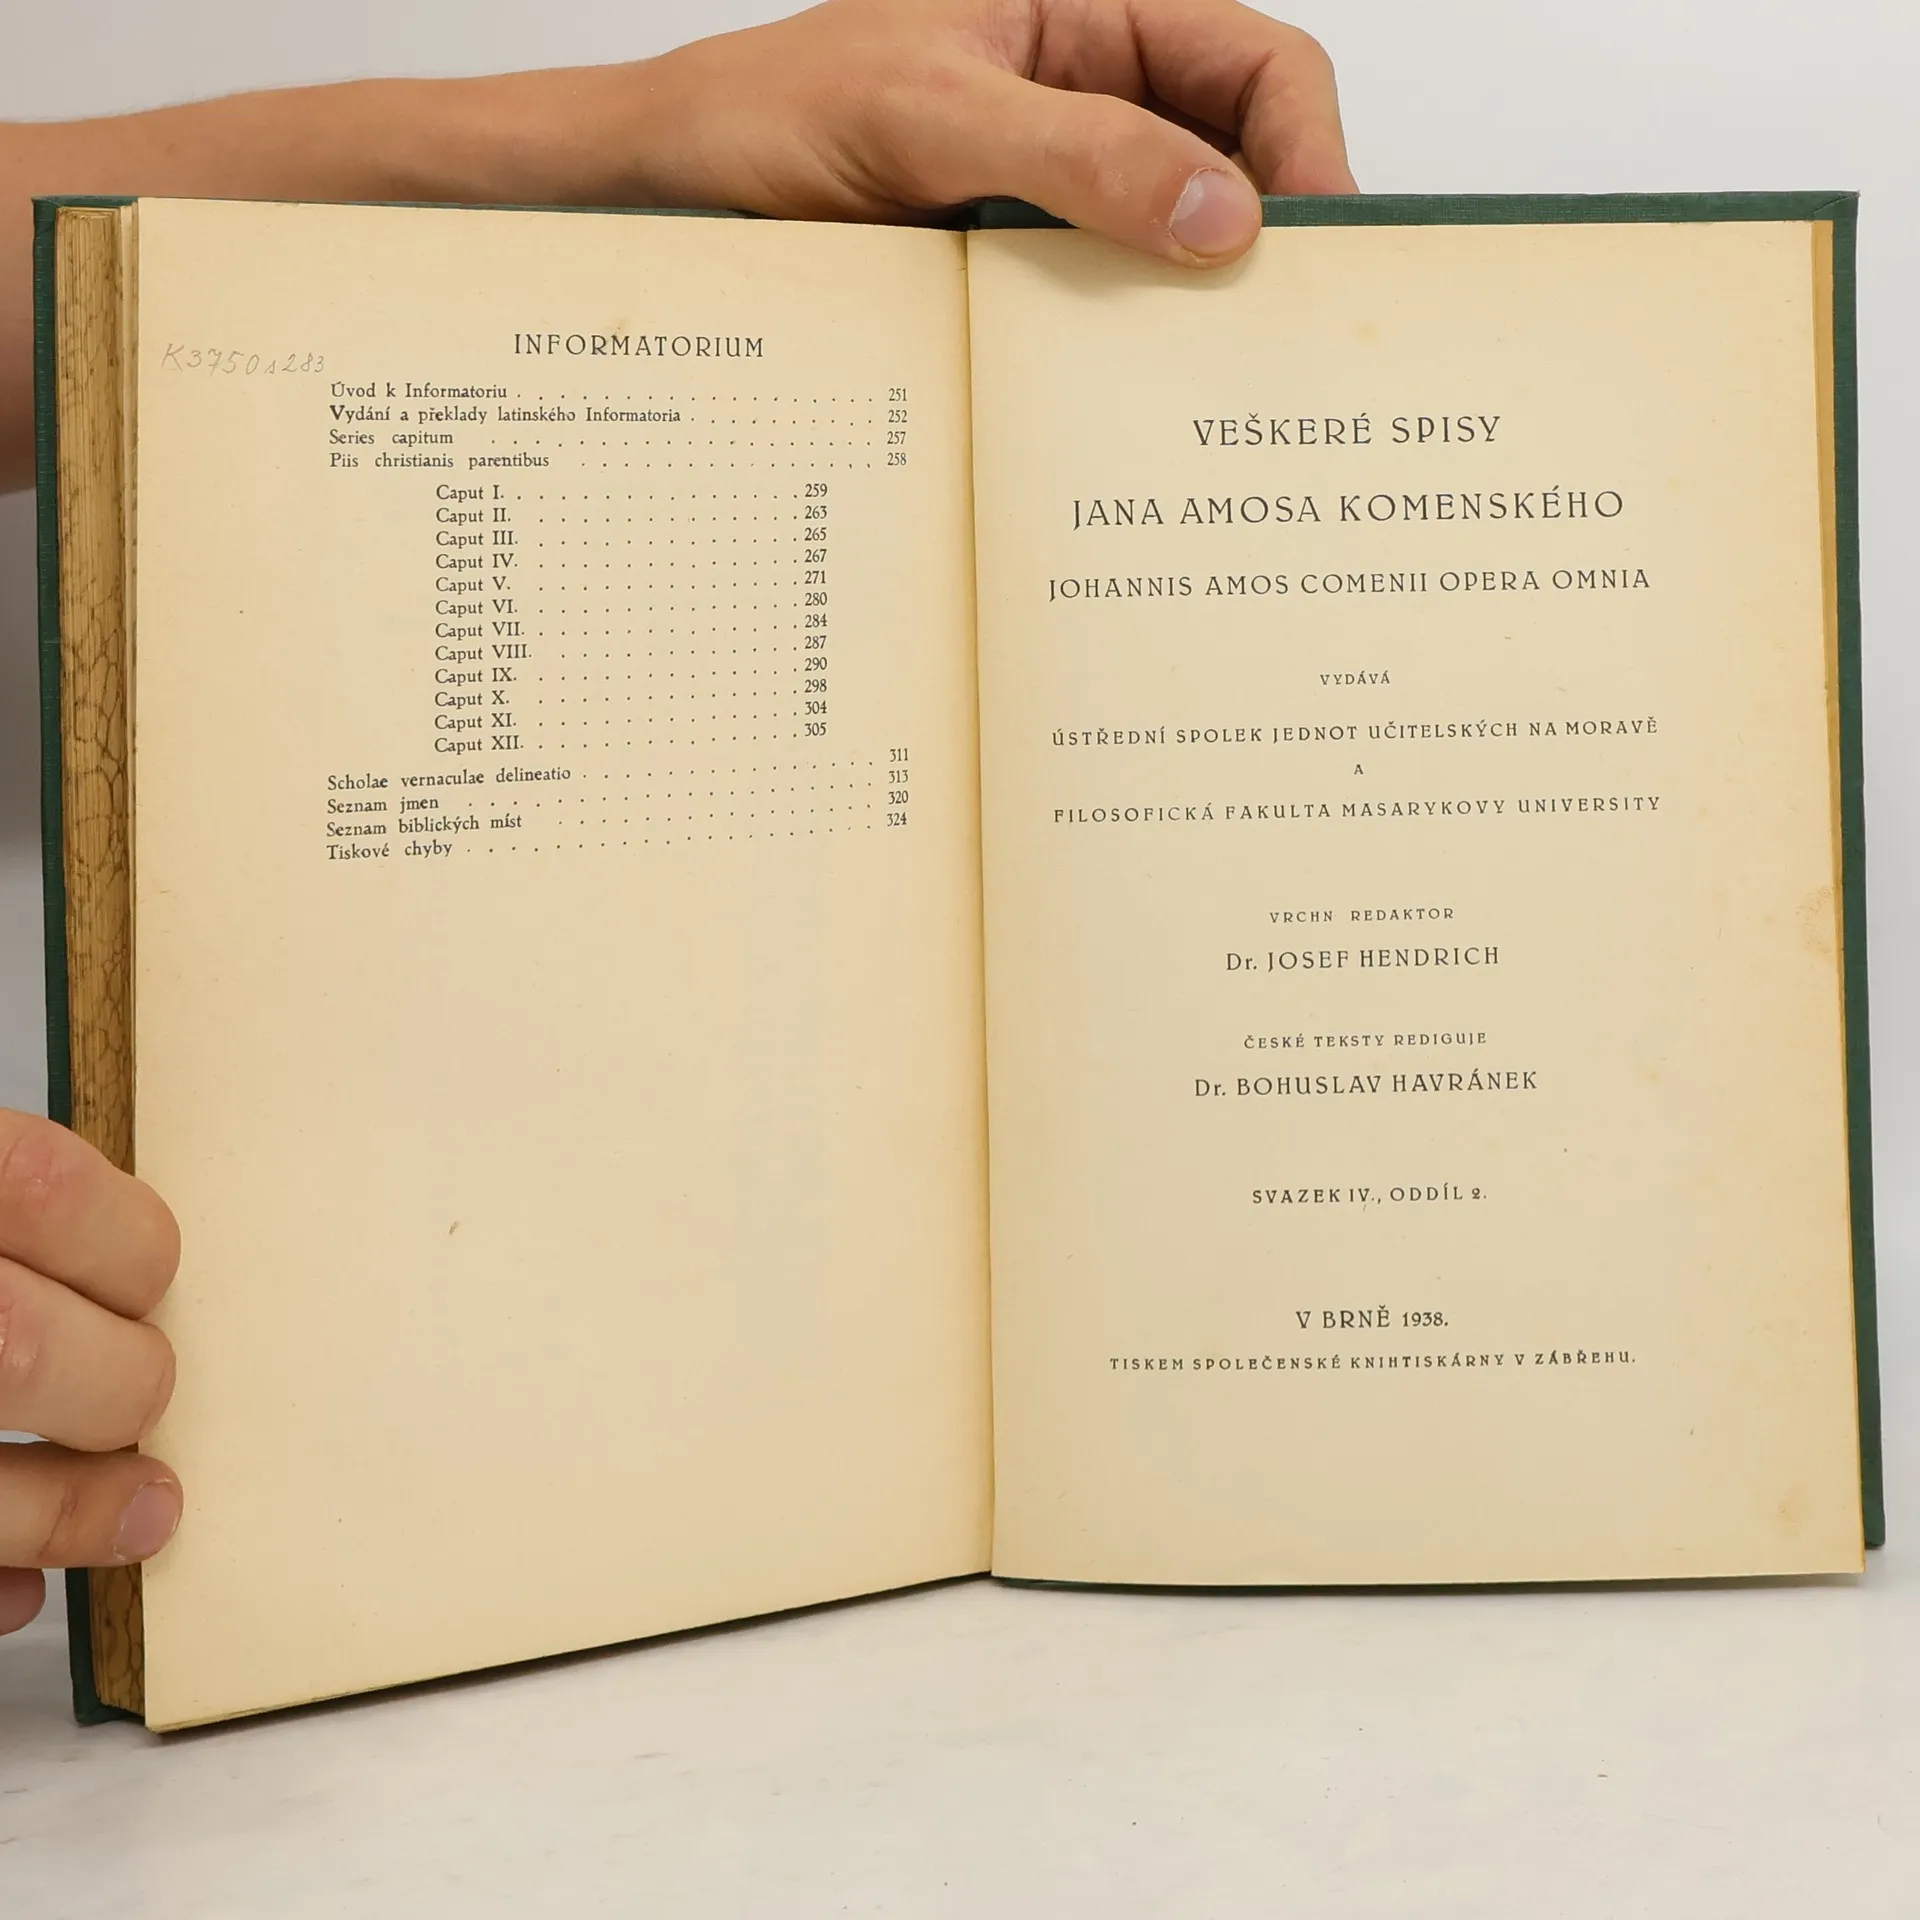 K3750s283
INFORMATORIUM
Úvod k Informatoriu . . . . . . . . . . . . . . . . . 251
Vydání a překlady latinského Informatoria . . . . . . . . . 252
Series capitum . . . . . . . . . . . . . . . . . . 257
Piis christianis parentibus . . . . . . . . . . . . . . 258
Caput I. . . . . . . . . . . . . . 259
Caput II. . . . . . . . . . . . . 263
Caput III. . . . . . . . . . . . . 265
Caput IV. . . . . . . . . . . . . 267
Caput V. . . . . . . . . . . . . 271
Caput VI. . . . . . . . . . . . . 280
Caput VII. . . . . . . . . . . . . 284
Caput VIII. . . . . . . . . . . . 287
Caput IX. . . . . . . . . . . . . 290
Caput X. . . . . . . . . . . . . 298
Caput XI. . . . . . . . . . . . . 304
Caput XII. . . . . . . . . . . . . 305
Scholae vernaculae delineatio . . . . . . . . . . . . . . 311
Seznam jmen . . . . . . . . . . . . . . . . . . . 313
Seznam biblických míst . . . . . . . . . . . . . . . 320
Tiskové chyby . . . . . . . . . . . . . . . . . . . 324
VEŠKERÉ SPISY
JANA AMOSA KOMENSKÉHO
JOHANNIS AMOS COMENII OPERA OMNIA
VYDÁVÁ
ÚSTŘEDNÍ SPOLEK JEDNOT UČITELSKÝCH NA MORAVĚ
A
FILOSOFICKÁ FAKULTA MASARYKOVY UNIVERSITY
VRCHN REDAKTOR
Dr. JOSEF HENDRICH
ČESKÉ TEKSTY REDIGUJE
Dr. BOHUSLAV HAVRÁNEK
SVAZEK IV., ODDÍL 2.
V BRNĚ 1938.
TISKEM SPOLEČENSKÉ KNIHTISKÁRNY V ZÁBŘEHU.